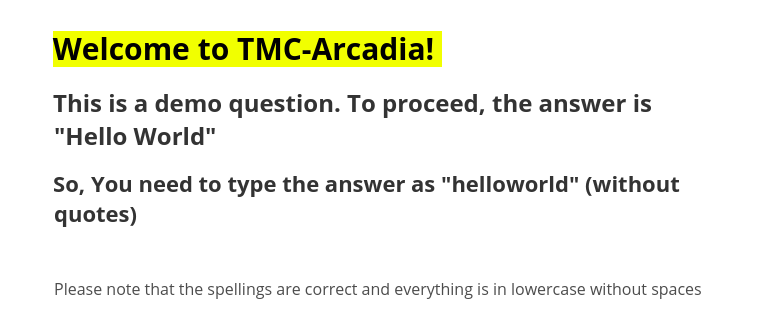 Welcome to TMC-Arcadia!
This is a demo question. To proceed, the answer is
"Hello World"
So, You need to type the answer as "helloworld" (without
quotes)
Please note that the spellings are correct and everything is in lowercase without spaces